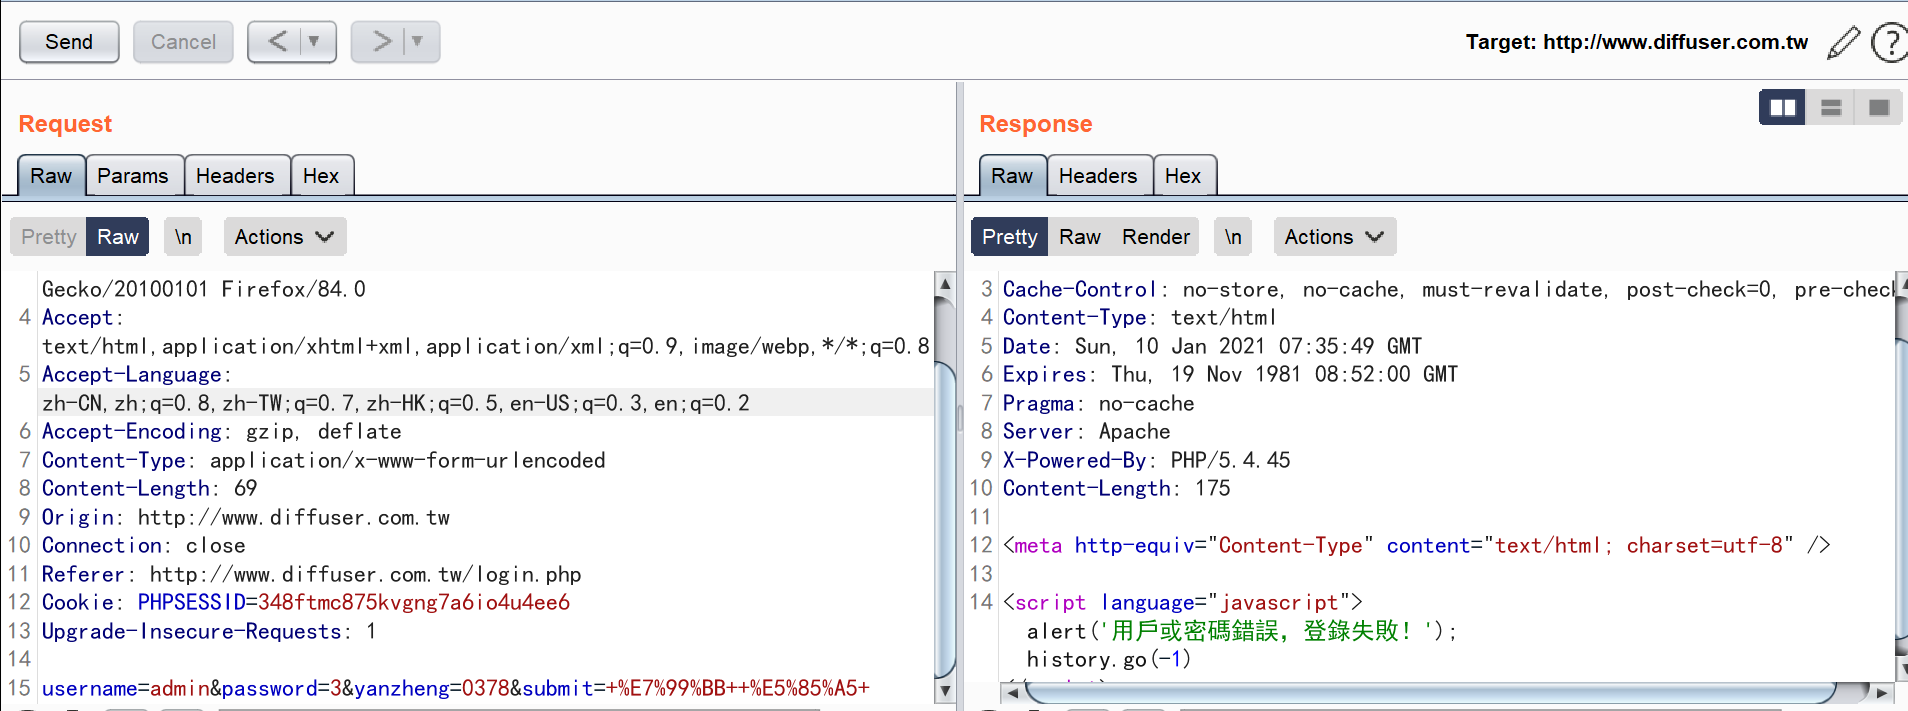 Send
Cancel
Target: http://www.diffuser.com.tw
Request
Raw
Params
Headers
Hex
Pretty
Raw
\n
Actions
Gecko/20100101 Firefox/84.0
4 Accept:
text/html,application/xhtml+xml,application/xml;q=0.9,image/webp,*/*;q=0.8
5 Accept-Language:
zh-CN,zh;q=0.8,zh-TW;q=0.7,zh-HK;q=0.5,en-US;q=0.3,en;q=0.2
6 Accept-Encoding: gzip, deflate
7 Content-Type: application/x-www-form-urlencoded
8 Content-Length: 69
9 Origin: http://www.diffuser.com.tw
10 Connection: close
11 Referer: http://www.diffuser.com.tw/login.php
12 Cookie: PHPSESSID=348ftmc875kvgng7a6io4u4ee6
13 Upgrade-Insecure-Requests: 1
14
15 username=admin&password=3&yanzheng=0378&submit=+%E7%99%BB++%E5%85%A5+
Response
Raw
Headers
Hex
Pretty
Raw
Render
\n
Actions
3 Cache-Control: no-store, no-cache, must-revalidate, post-check=0, pre-check
4 Content-Type: text/html
5 Date: Sun, 10 Jan 2021 07:35:49 GMT
6 Expires: Thu, 19 Nov 1981 08:52:00 GMT
7 Pragma: no-cache
8 Server: Apache
9 X-Powered-By: PHP/5.4.45
10 Content-Length: 175
11
12 <meta http-equiv="Content-Type" content="text/html; charset=utf-8" />
13
14 <script language="javascript">
alert('用戶或密碼錯誤，登錄失敗！');
history.go(-1)